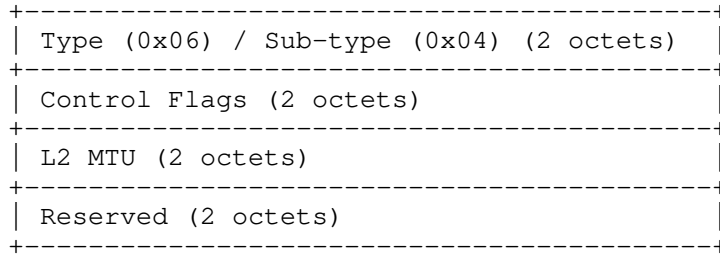 +-------------------------------------------+
| Type (0x06) / Sub-type (0x04) (2 octets)  |
+-------------------------------------------+
| Control Flags (2 octets)                  |
+-------------------------------------------+
| L2 MTU (2 octets)                         |
+-------------------------------------------+
| Reserved (2 octets)                       |
+-------------------------------------------+